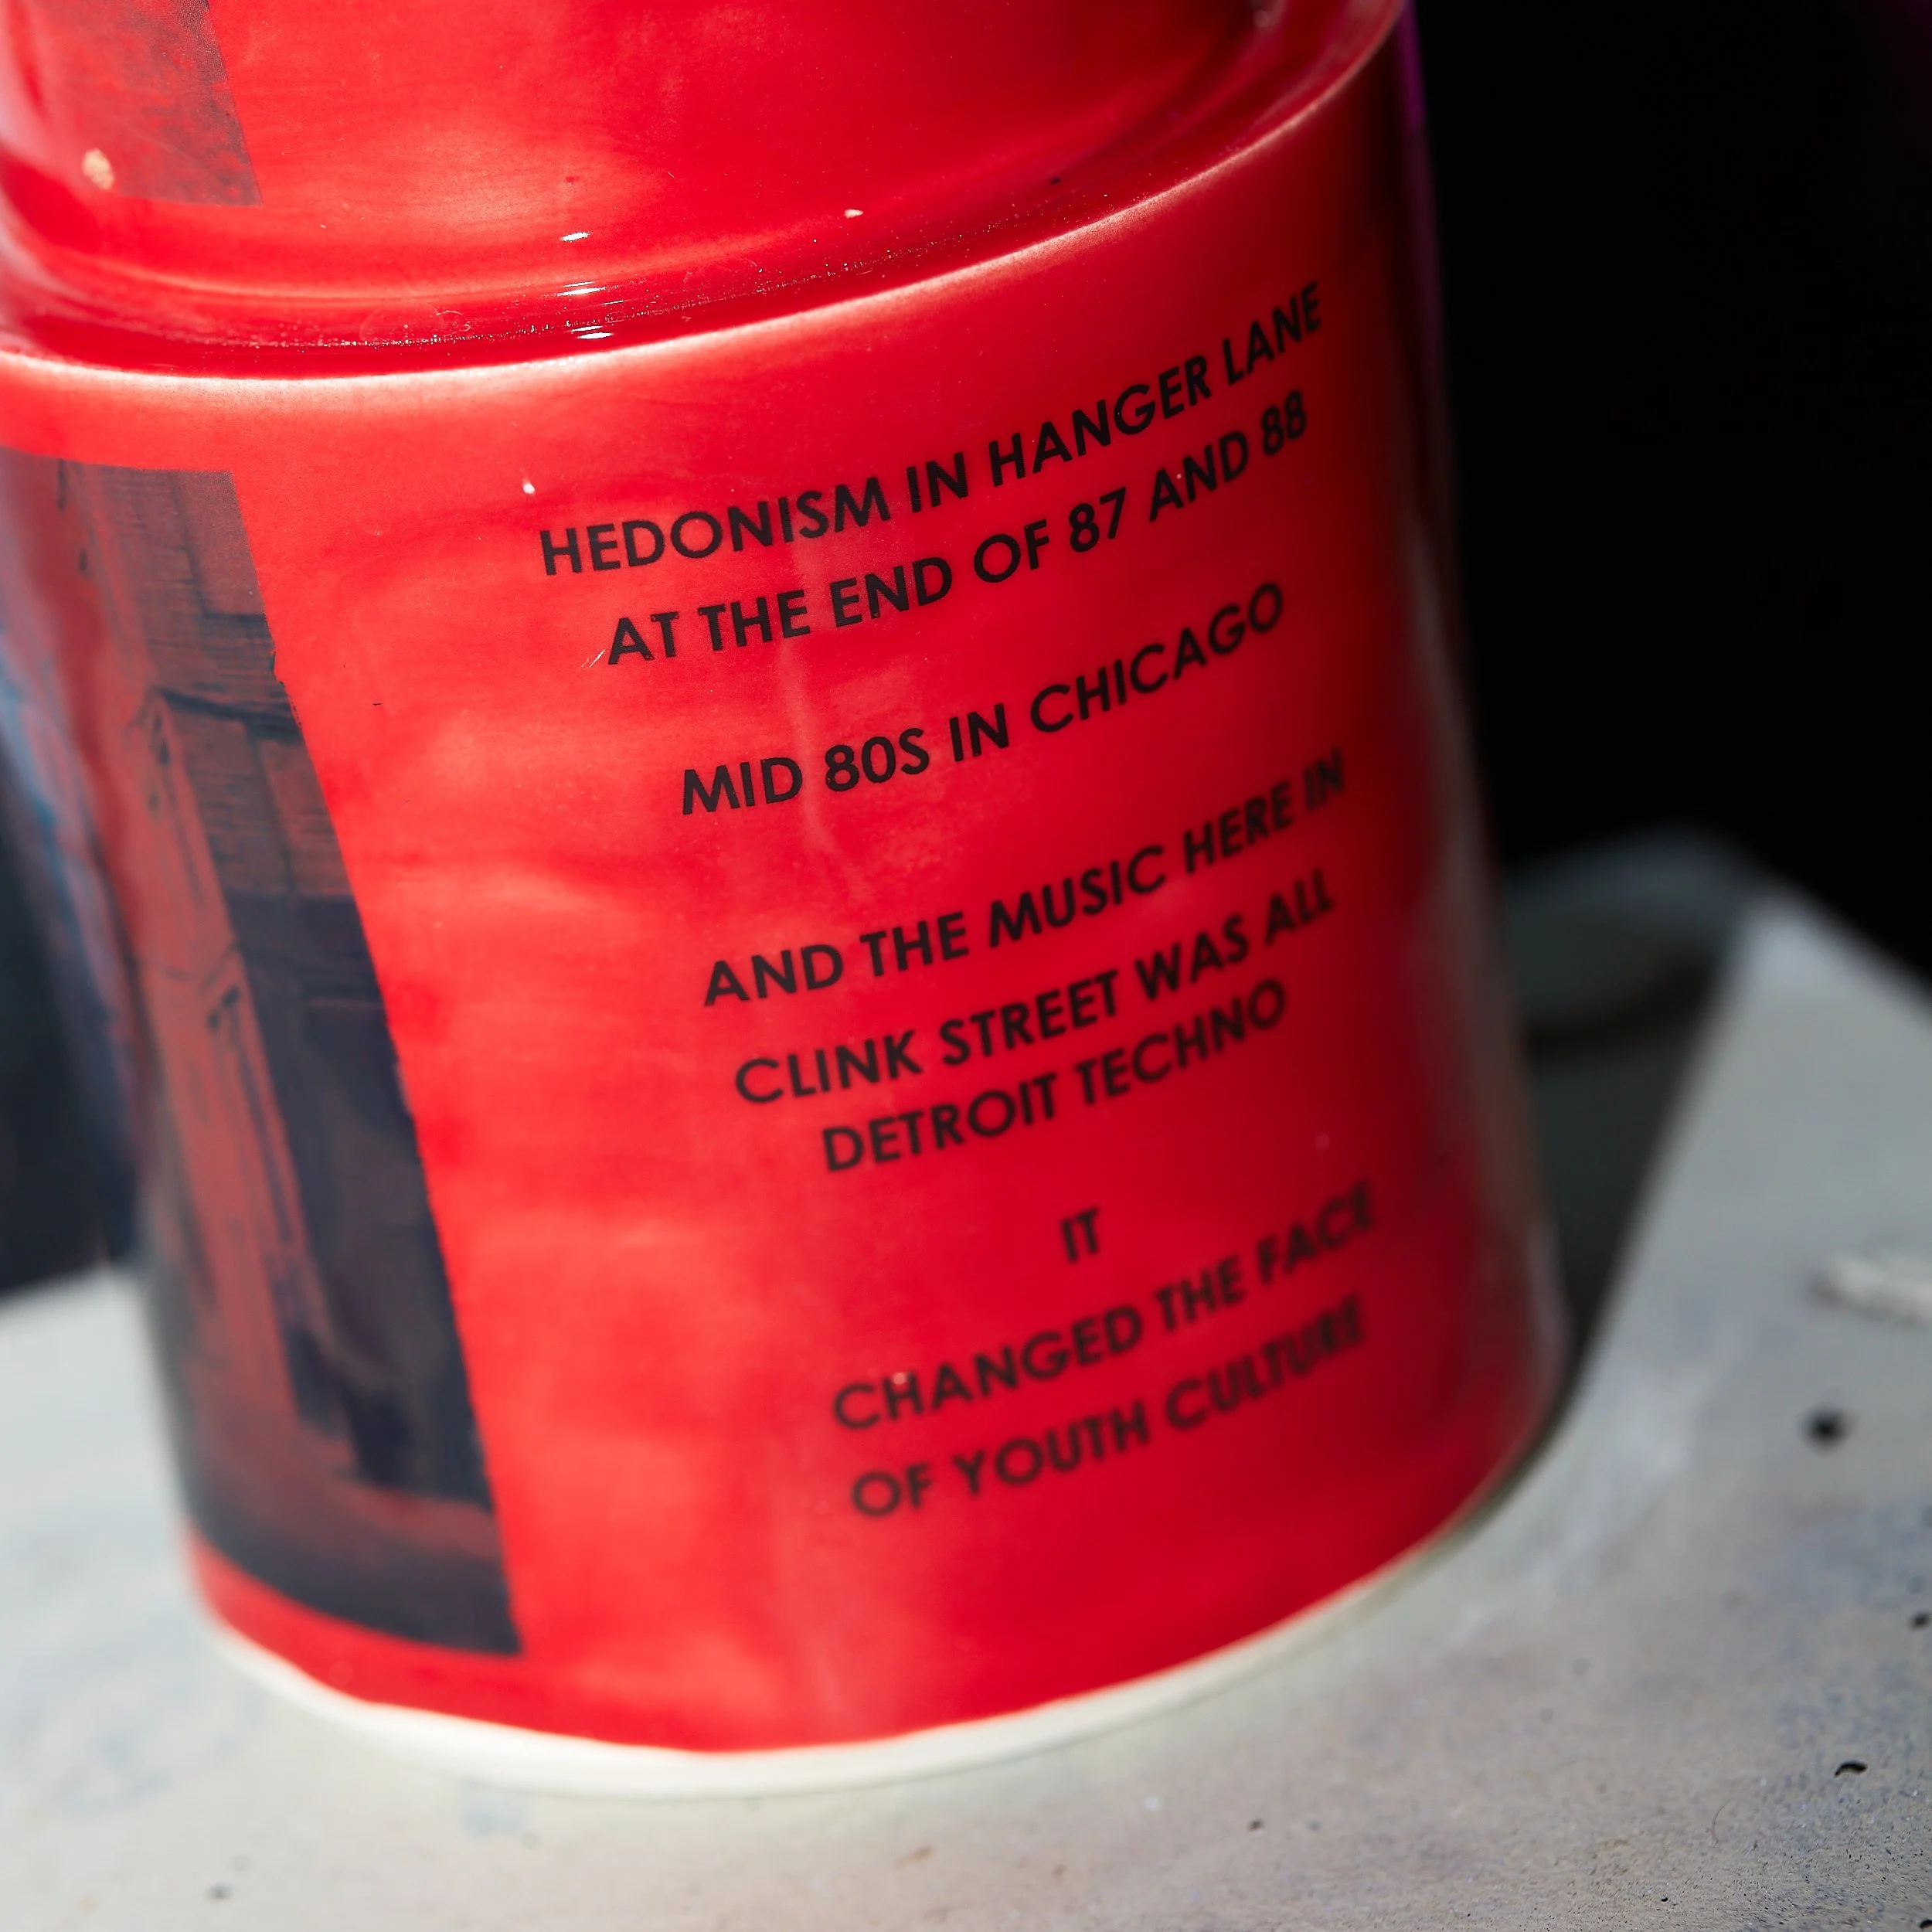 HEDONISM IN HANGER LANE
AT THE END OF 87 AND 88
MID 80S IN CHICAGO
AND THE MUSIC HERE IN
CLINK STREET WAS ALL
DETROIT TECHNO
IT
CHANGED THE FACE
OF YOUTH CULTURE